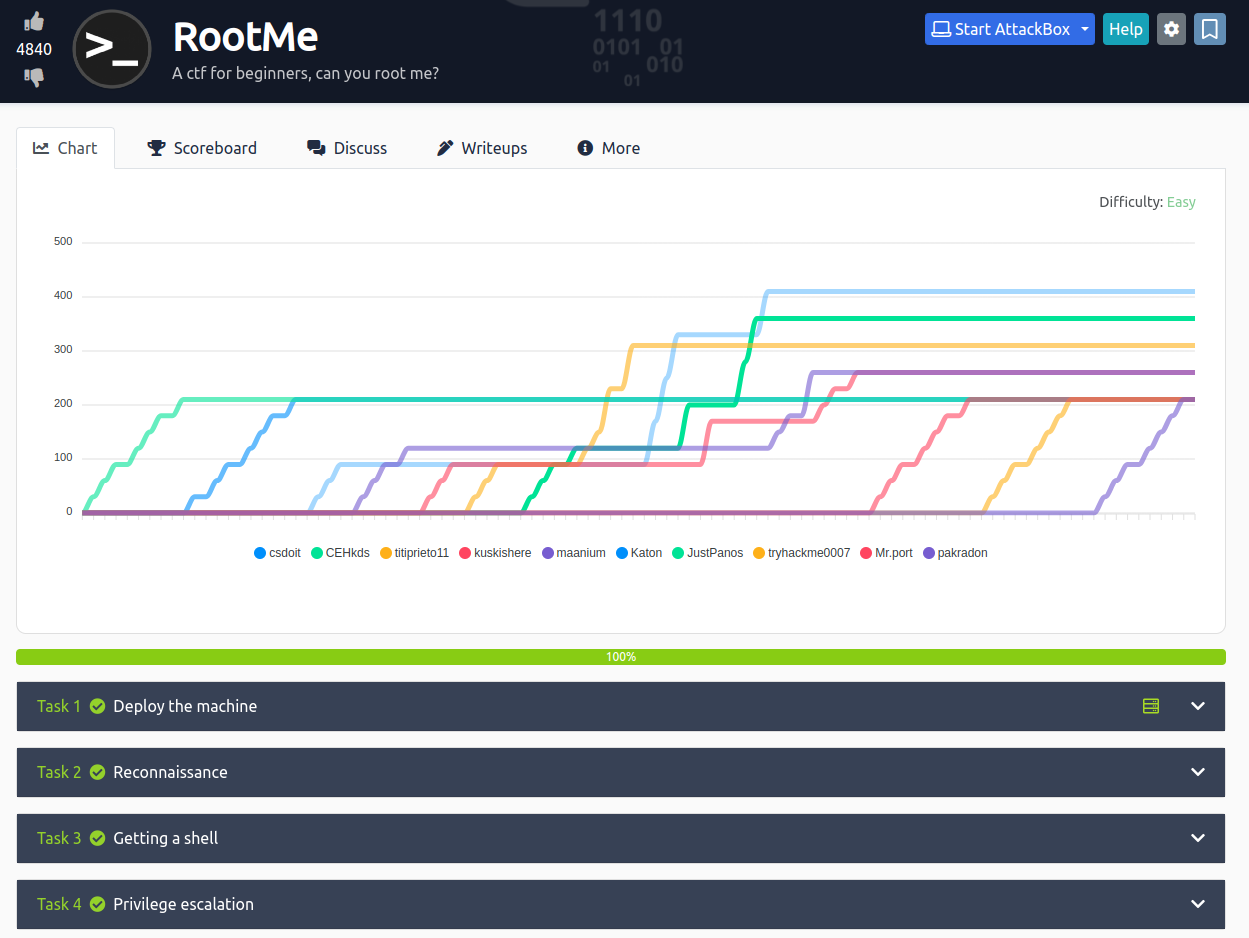 4840
>_
RootMe
A ctf for beginners, can you root me?
1110
0101 01
01 010
01
Start AttackBox
Help
Chart
Scoreboard
Discuss
Writeups
More
Difficulty: Easy
500
400
300
200
100
0
csdoit CEHkds titiprieto11 kuskishere maanium Katon JustPanos tryhackme0007 Mr.port pakradon
100%
Task 1 Deploy the machine
Task 2 Reconnaissance
Task 3 Getting a shell
Task 4 Privilege escalation